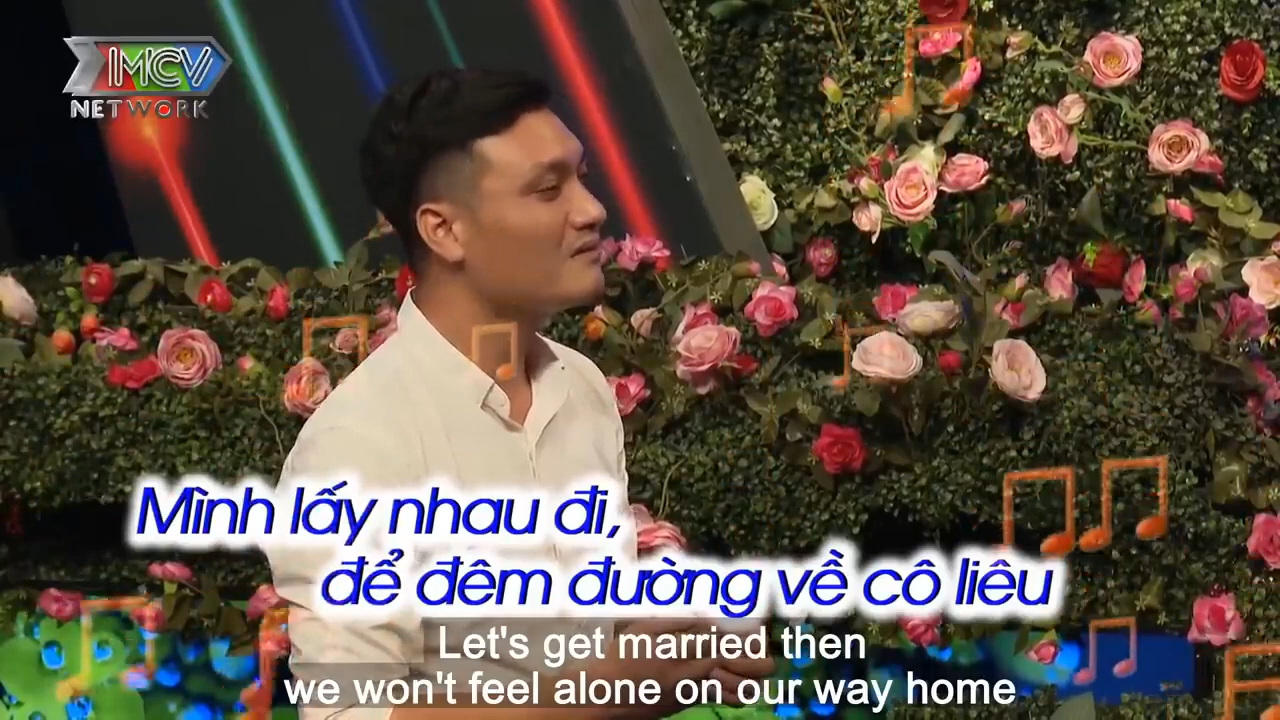 MCV
NETWORK
Mình lấy nhau đi,
để đêm đường về cô liêu
Let's get married then
we won't feel alone on our way home